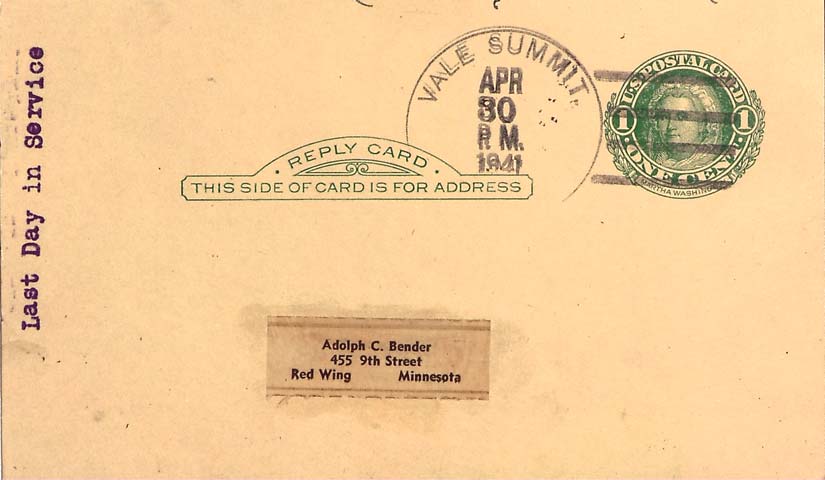 Last Day in Service
VALE SUMMIT,
APR
30
P M.
1941
U.S. POSTAL CARD
1 1
ONE CENT
MARTHA WASHINGTON
REPLY CARD
THIS SIDE OF CARD IS FOR ADDRESS
Adolph C. Bender
455 9th Street
Red Wing Minnesota